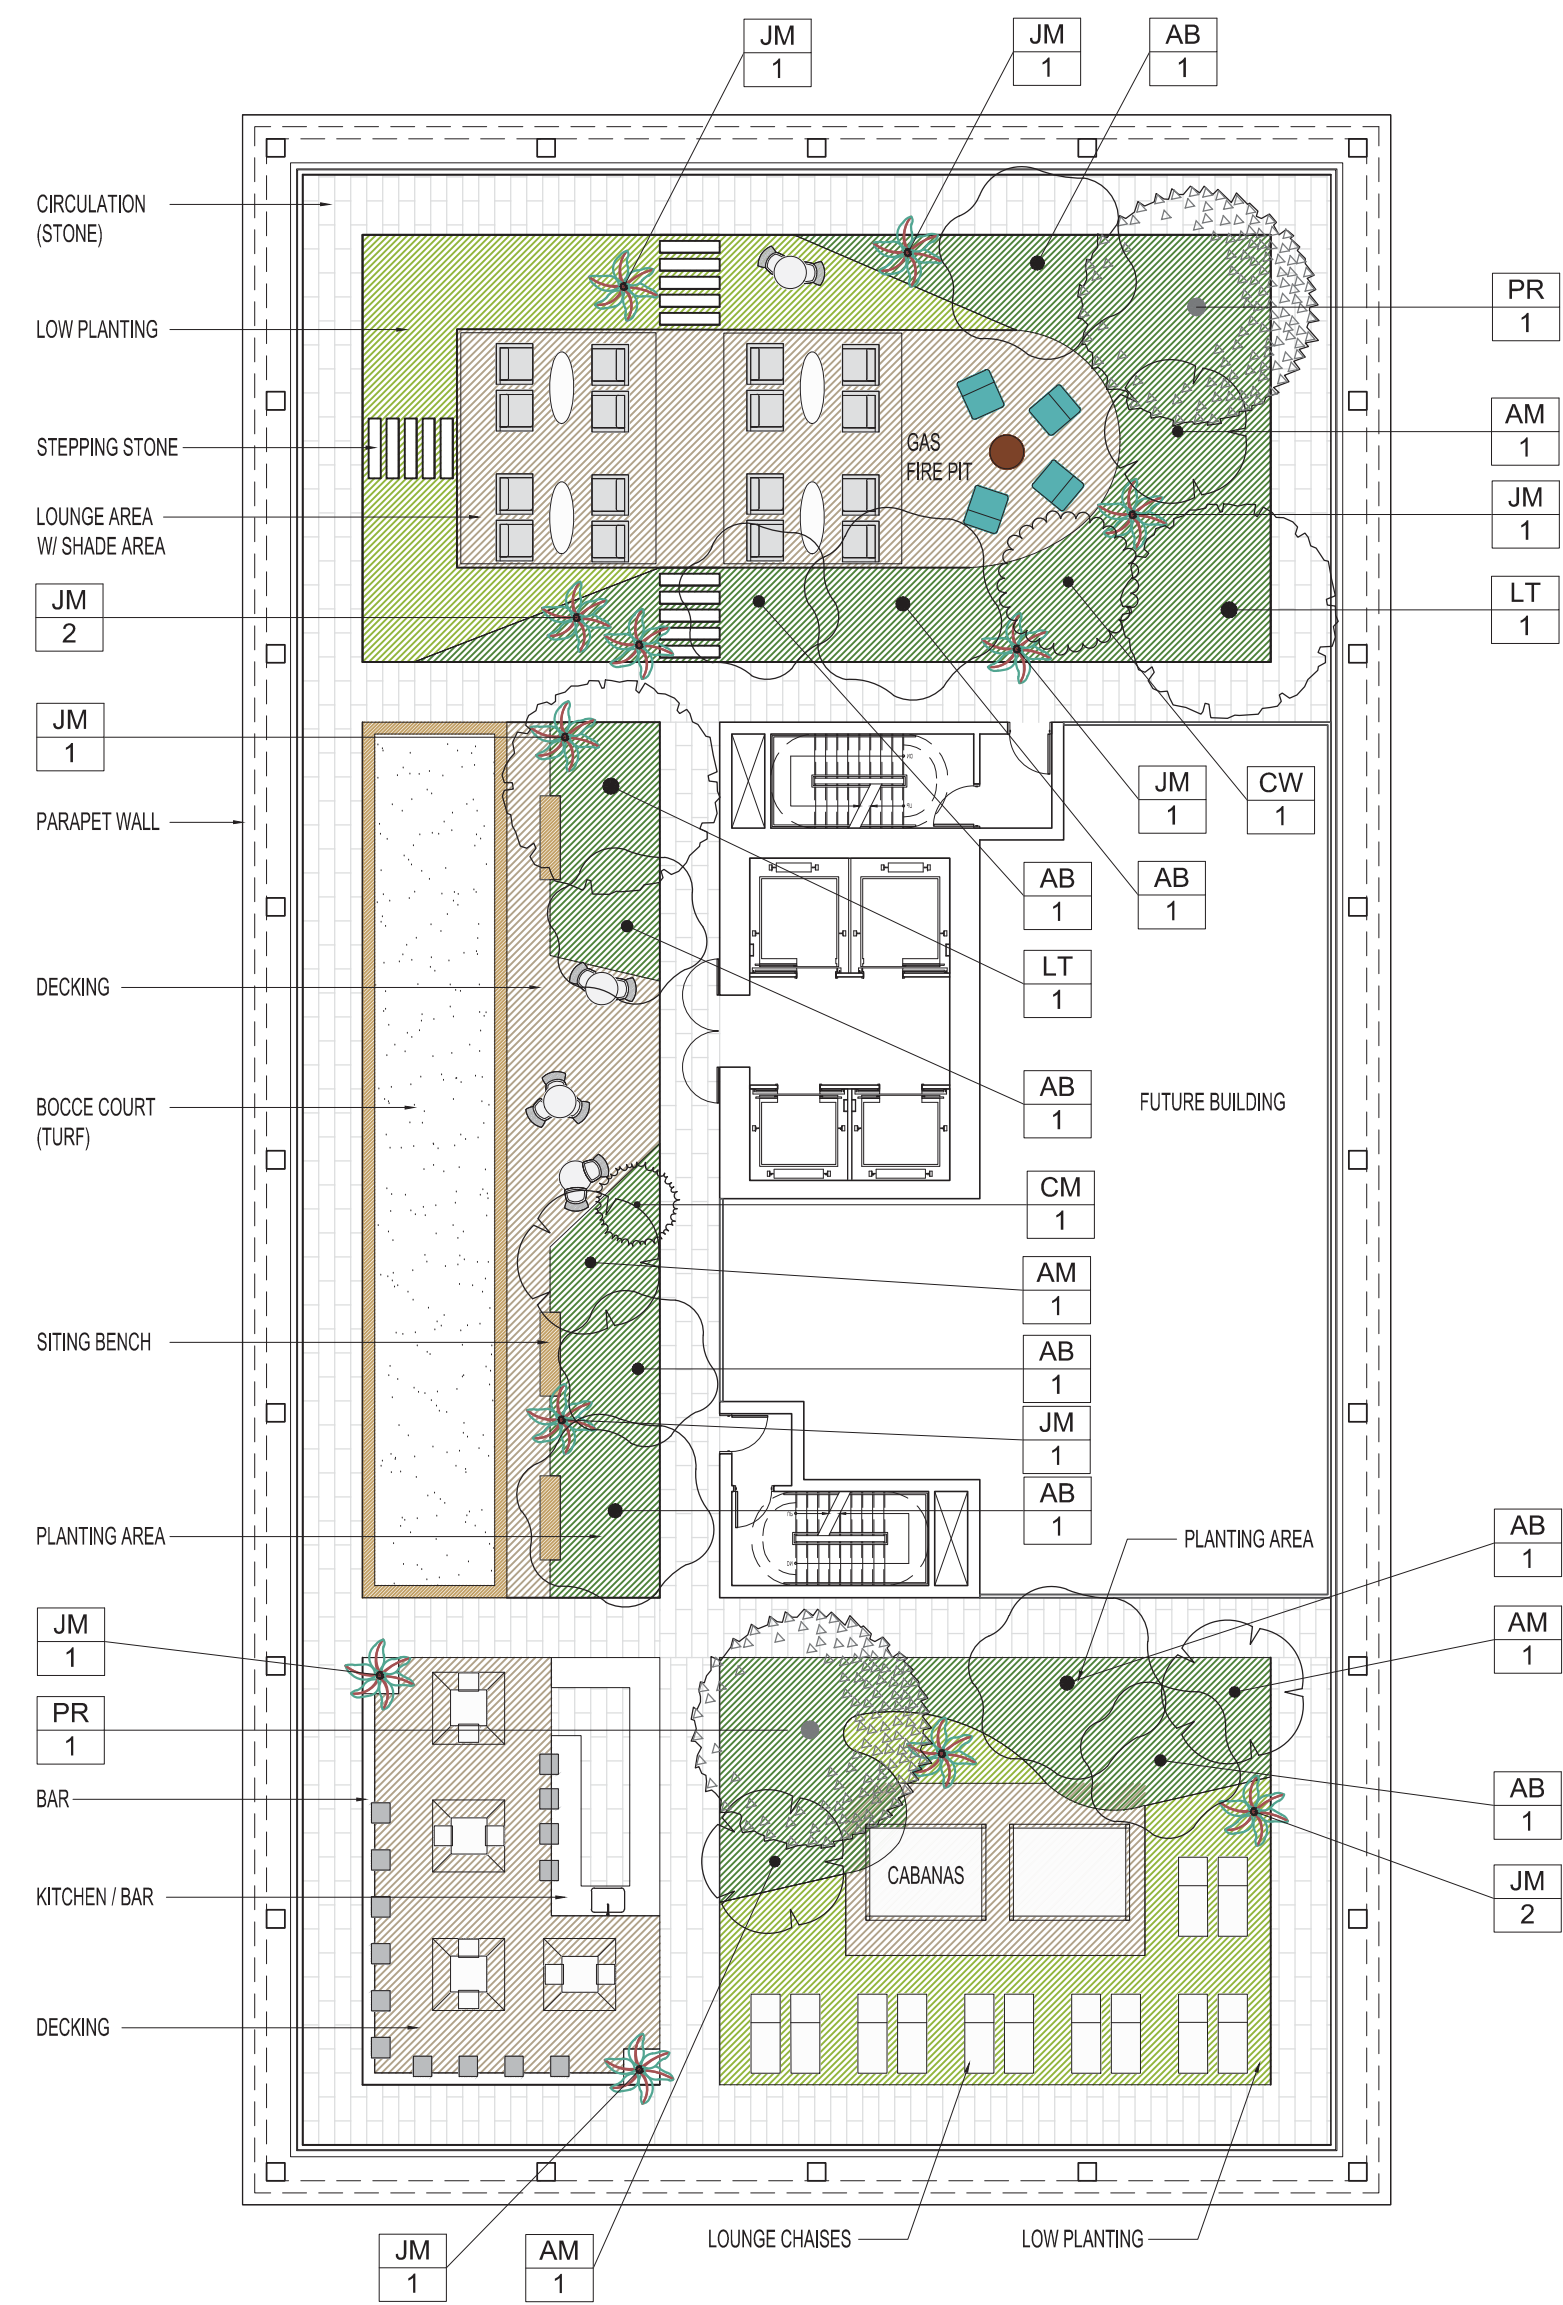 JM
1
JM
1
AB
1
CIRCULATION
(STONE)
PR
1
LOW PLANTING
AM
1
STEPPING STONE
GAS
FIRE PIT
JM
1
LOUNGE AREA
W/ SHADE AREA
JM
2
LT
1
JM
1
JM
1
CW
1
PARAPET WALL
AB
1
AB
1
LT
1
DECKING
AB
1
BOCCE COURT
(TURF)
FUTURE BUILDING
CM
1
AM
1
SITING BENCH
AB
1
JM
1
AB
1
PLANTING AREA
PLANTING AREA
AB
1
JM
1
AM
1
PR
1
BAR
AB
1
KITCHEN / BAR
CABANAS
JM
2
DECKING
LOUNGE CHAISES
LOW PLANTING
JM
1
AM
1